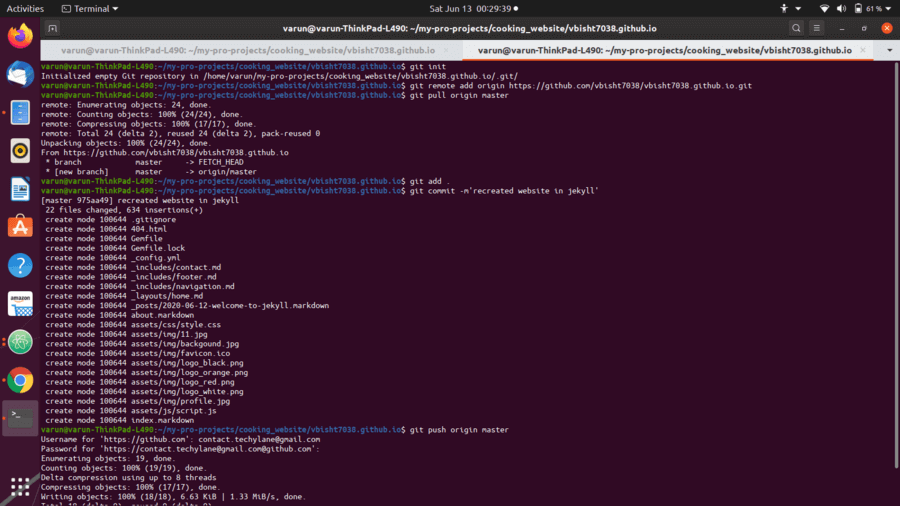 Activities
Terminal
Sat Jun 13 00:29:39
61 %
varun@varun-ThinkPad-L490: ~/my-pro-projects/cooking_website/vbisht7038.github.io
varun@varun-ThinkPad-L490: ~/my-pro-projects/cooking_website/vbisht7038.github.io
varun@varun-ThinkPad-L490: ~/my-pro-projects/cooking_website/vbisht7038.github.io
varun@varun-ThinkPad-L490:~/my-pro-projects/cooking_website/vbisht7038.github.io$ git init
Initialized empty Git repository in /home/varun/my-pro-projects/cooking_website/vbisht7038.github.io/.git/
varun@varun-ThinkPad-L490:~/my-pro-projects/cooking_website/vbisht7038.github.io$ git remote add origin https://github.com/vbisht7038/vbisht7038.github.io.git
varun@varun-ThinkPad-L490:~/my-pro-projects/cooking_website/vbisht7038.github.io$ git pull origin master
remote: Enumerating objects: 24, done.
remote: Counting objects: 100% (24/24), done.
remote: Compressing objects: 100% (17/17), done.
remote: Total 24 (delta 2), reused 24 (delta 2), pack-reused 0
Unpacking objects: 100% (24/24), done.
From https://github.com/vbisht7038/vbisht7038.github.io
 * branch            master     -> FETCH_HEAD
 * [new branch]      master     -> origin/master
varun@varun-ThinkPad-L490:~/my-pro-projects/cooking_website/vbisht7038.github.io$ git add .
varun@varun-ThinkPad-L490:~/my-pro-projects/cooking_website/vbisht7038.github.io$ git commit -m'recreated website in jekyll'
[master 975aa49] recreated website in jekyll
 22 files changed, 634 insertions(+)
 create mode 100644 .gitignore
 create mode 100644 404.html
 create mode 100644 Gemfile
 create mode 100644 Gemfile.lock
 create mode 100644 _config.yml
 create mode 100644 _includes/contact.md
 create mode 100644 _includes/footer.md
 create mode 100644 _includes/navigation.md
 create mode 100644 _layouts/home.md
 create mode 100644 _posts/2020-06-12-welcome-to-jekyll.markdown
 create mode 100644 about.markdown
 create mode 100644 assets/css/style.css
 create mode 100644 assets/img/11.jpg
 create mode 100644 assets/img/backgound.jpg
 create mode 100644 assets/img/favicon.ico
 create mode 100644 assets/img/logo_black.png
 create mode 100644 assets/img/logo_orange.png
 create mode 100644 assets/img/logo_red.png
 create mode 100644 assets/img/logo_white.png
 create mode 100644 assets/img/profile.jpg
 create mode 100644 assets/js/script.js
 create mode 100644 index.markdown
varun@varun-ThinkPad-L490:~/my-pro-projects/cooking_website/vbisht7038.github.io$ git push origin master
Username for 'https://github.com': contact.techylane@gmail.com
Password for 'https://contact.techylane@gmail.com@github.com':
Enumerating objects: 19, done.
Counting objects: 100% (19/19), done.
Delta compression using up to 8 threads
Compressing objects: 100% (17/17), done.
Writing objects: 100% (18/18), 6.63 KiB | 1.33 MiB/s, done.
amazon